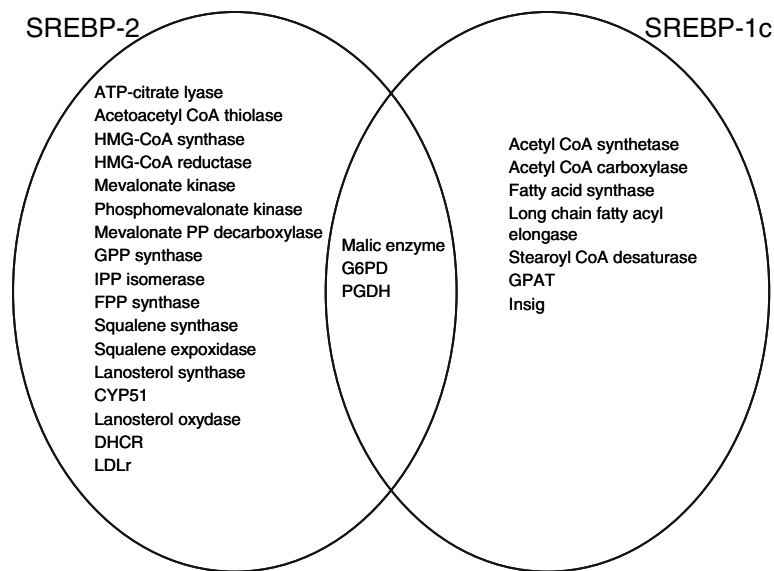 SREBP-2
SREBP-1c
ATP-citrate lyase
Acetoacetyl CoA thiolase
HMG-CoA synthase
HMG-CoA reductase
Mevalonate kinase
Phosphomevalonate kinase
Mevalonate PP decarboxylase
GPP synthase
IPP isomerase
FPP synthase
Squalene synthase
Squalene expoxidase
Lanosterol synthase
CYP51
Lanosterol oxydase
DHCR
LDLr
Malic enzyme
G6PD
PGDH
Acetyl CoA synthetase
Acetyl CoA carboxylase
Fatty acid synthase
Long chain fatty acyl
elongase
Stearoyl CoA desaturase
GPAT
Insig